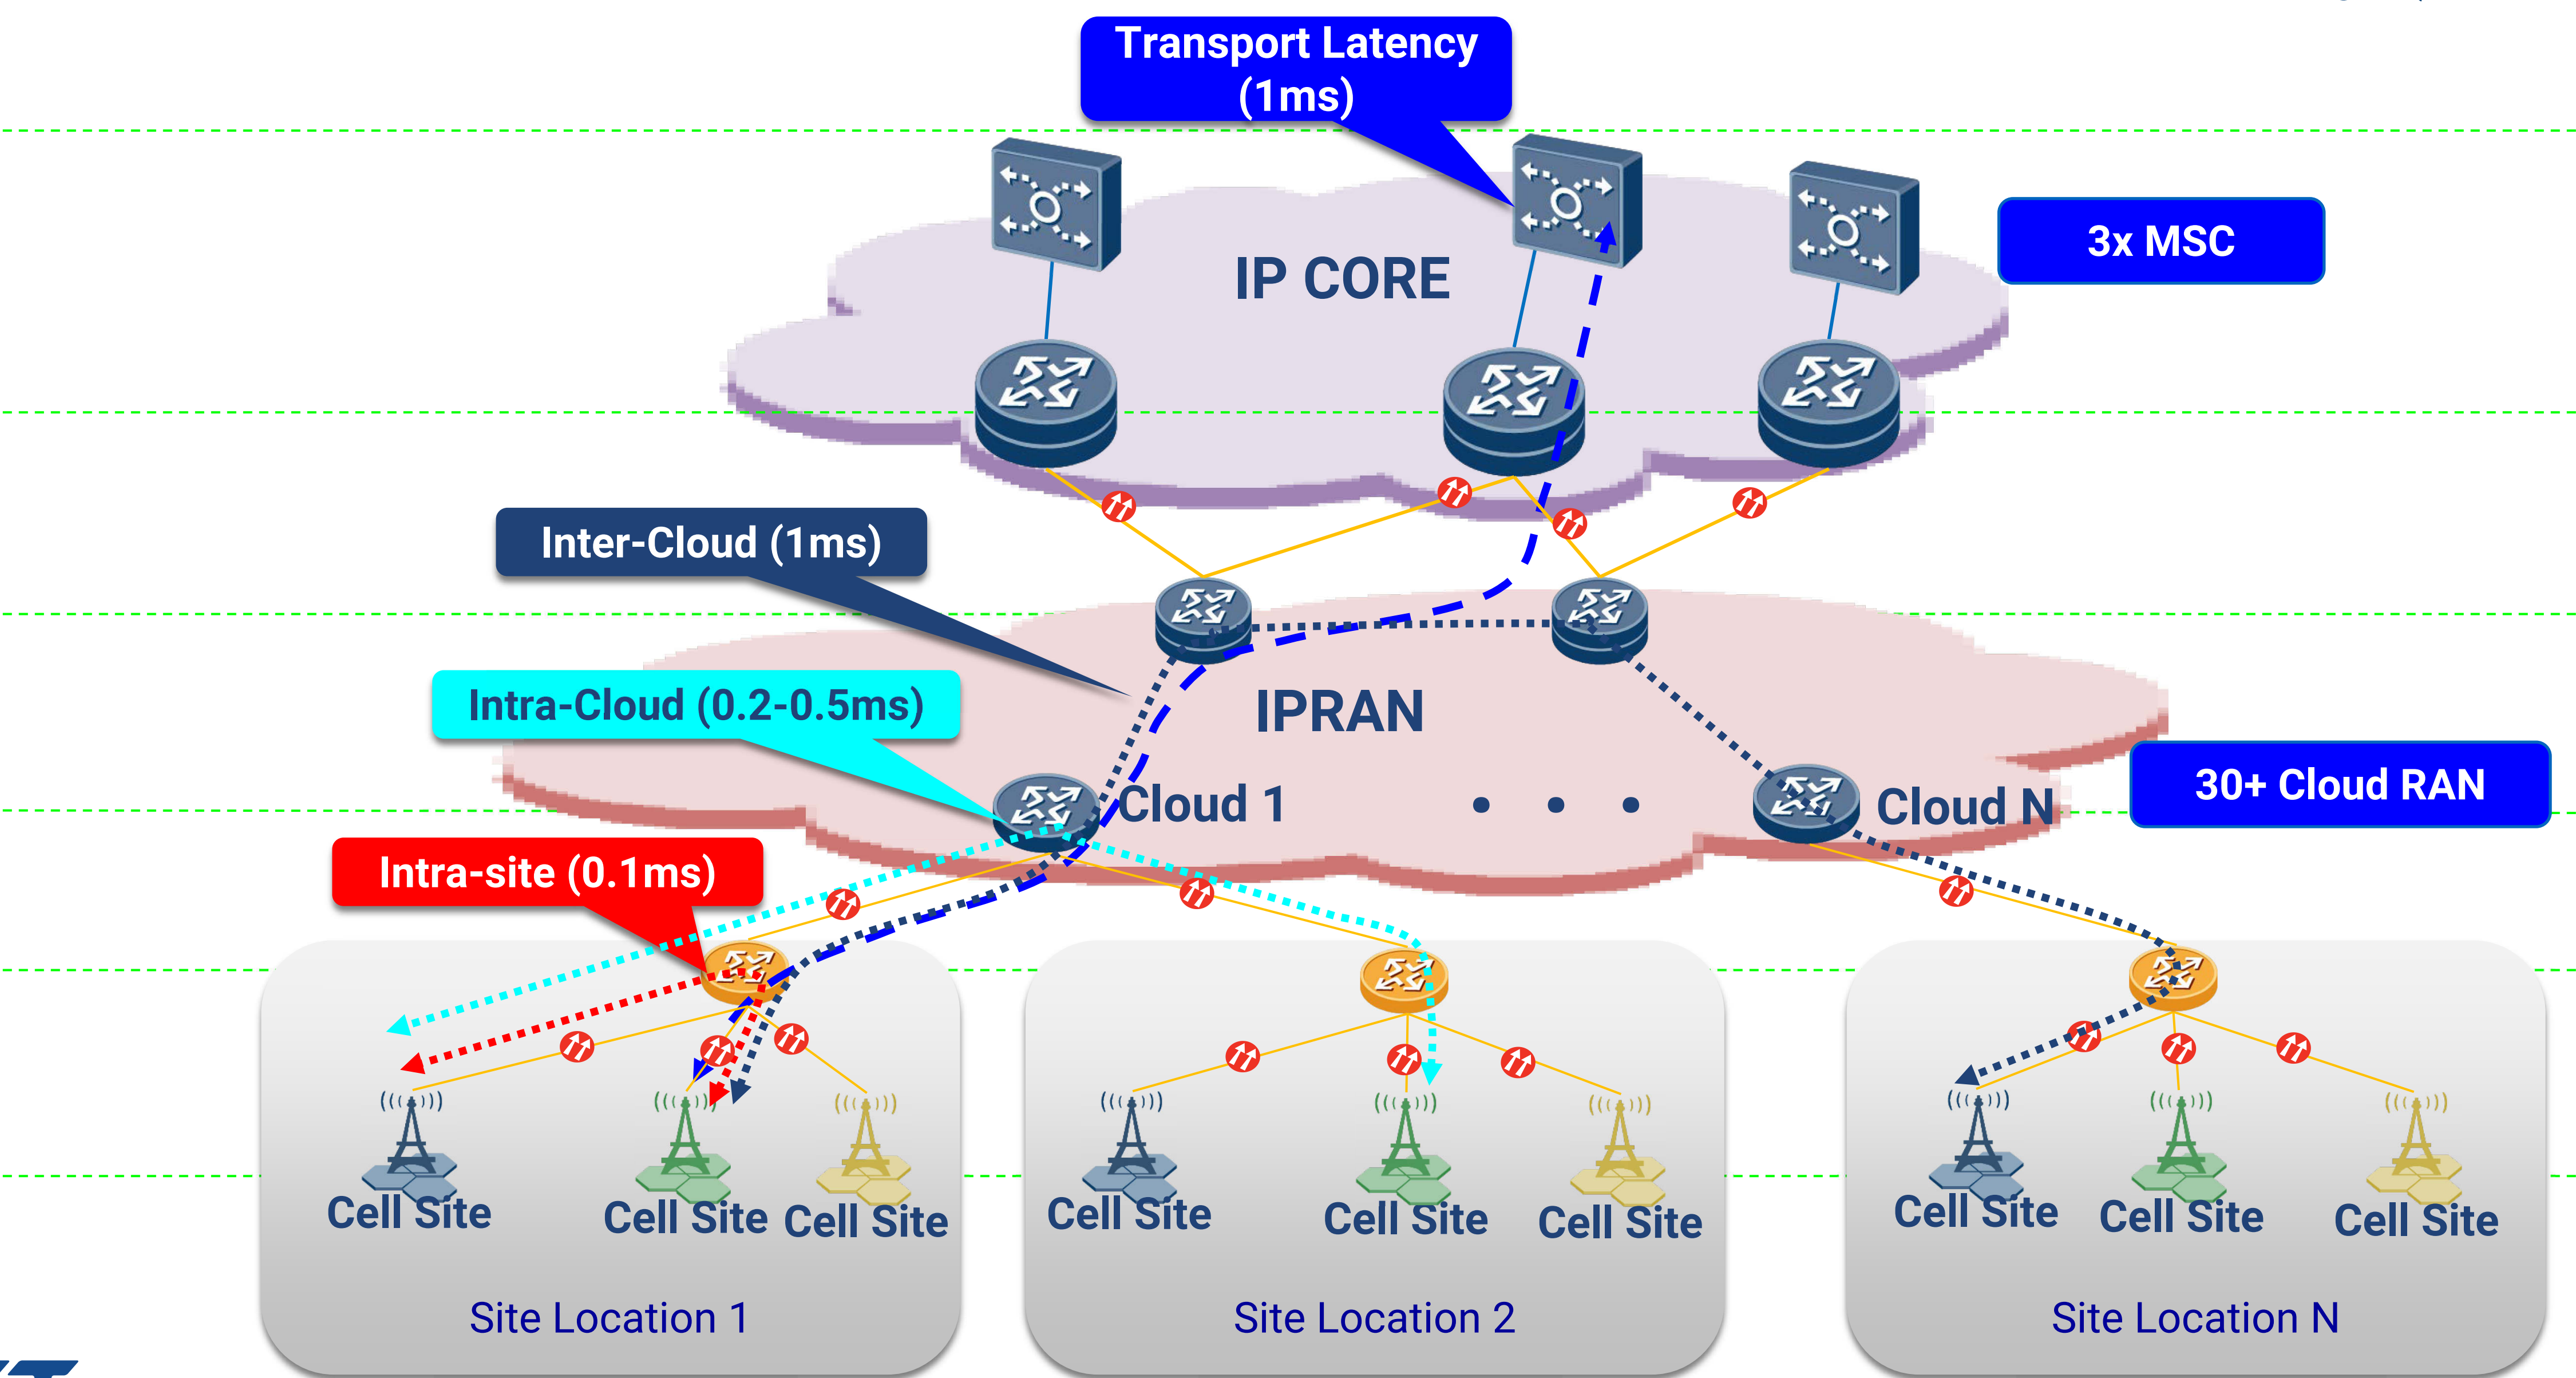 Transport Latency
(1ms)
3x MSC
IP CORE
Inter-Cloud (1ms)
Intra-Cloud (0.2-0.5ms)
IPRAN
Cloud 1
Cloud N
30+ Cloud RAN
Intra-site (0.1ms)
Cell Site
Cell Site
Cell Site
Cell Site
Cell Site
Cell Site
Cell Site
Cell Site
Cell Site
Site Location 1
Site Location 2
Site Location N